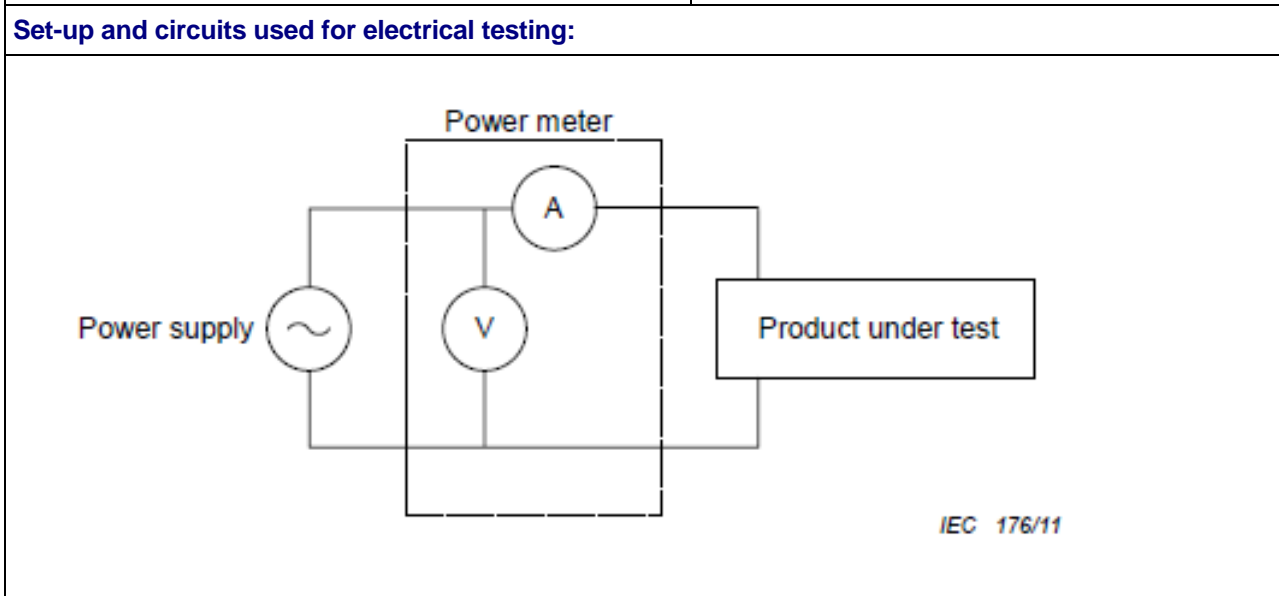 Set-up and circuits used for electrical testing:
Power meter
A
Power supply
V
Product under test
IEC 176/11